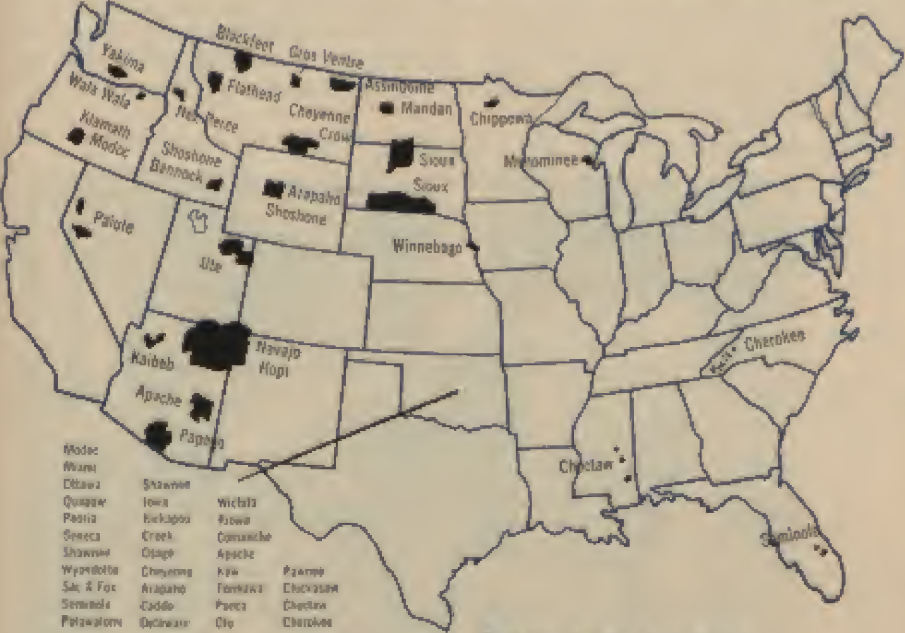 Blackfeet Gros Ventre
Yakima
Flathead
Assiniboine
Wala Wala
Mandan
Cheyenne
Crow
Chippewa
Nez Perce
Klamath
Modoc
Shoshone
Bannock
Sioux
Menominee
Sioux
Arapaho
Shoshone
Paiute
Winnebago
Ute
Navajo
Hopi
Kaibab
Cherokee
Apache
Papago
Choctaw
Seminole
Modoc
Miami
Ottawa Shawnee
Quapaw Iowa Wichita
Peoria Kickapoo Kiowa
Seneca Creek Comanche
Shawnee Osage Apache
Wyandotte Cheyenne Kaw Pawnee
Sac & Fox Arapaho Tonkawa Chickasaw
Seminole Caddo Ponca Choctaw
Potawatomi Delaware Oto Cherokee